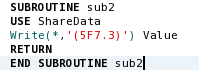 SUBROUTINE sub2
USE ShareData
Write(*,'(5F7.3)') Value
RETURN
END SUBROUTINE sub2